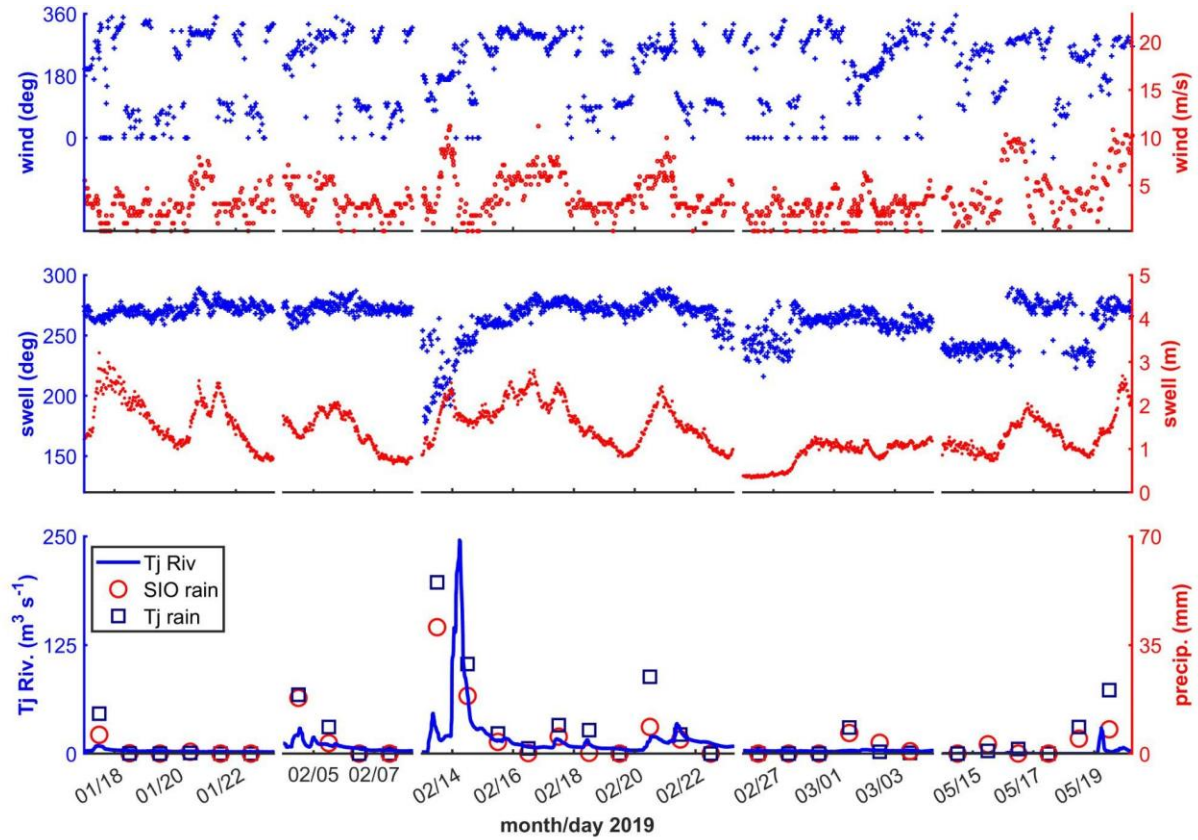 360
180
0
wind (deg)
20
15
10
5
wind (m/s)
300
250
200
150
swell (deg)
5
4
3
2
1
0
swell (m)
250
125
0
Tj Riv. (m³ s⁻¹)
Tj Riv
SIO rain
Tj rain
70
35
0
precip. (mm)
01/18 01/20 01/22 02/05 02/07 02/14 02/16 02/18 02/20 02/22 02/27 03/01 03/03 05/15 05/17 05/19
month/day 2019